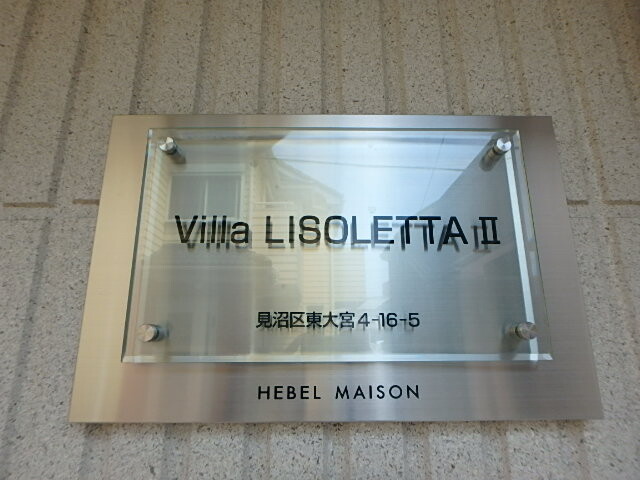 Villa LISOLETTA II
見沼区東大宮4-16-5
HEBEL MAISON